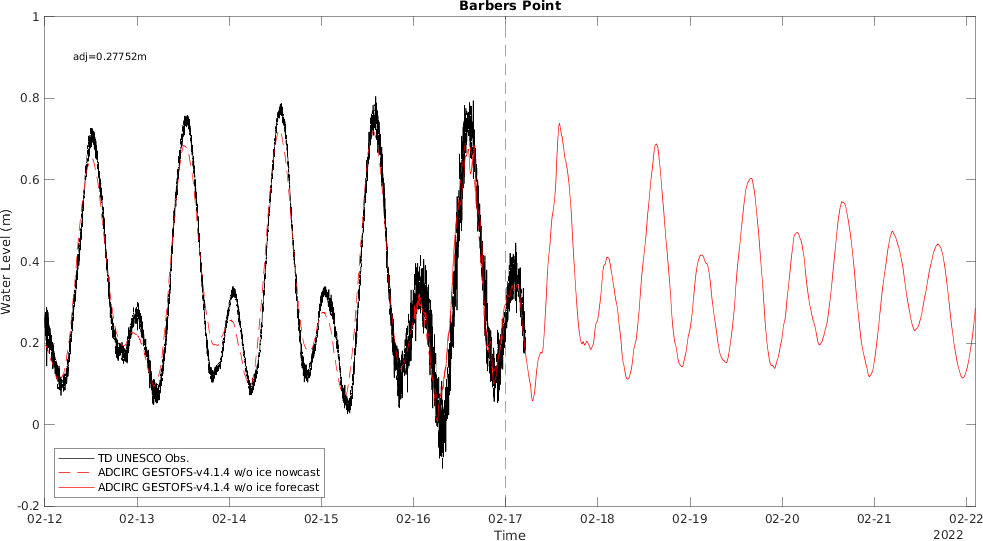 Barbers Point
adj=0.27752m
Water Level (m)
1
0.8
0.6
0.4
0.2
0
-0.2
TD UNESCO Obs.
ADCIRC GESTOFS-v4.1.4 w/o ice nowcast
ADCIRC GESTOFS-v4.1.4 w/o ice forecast
02-12 02-13 02-14 02-15 02-16 02-17 02-18 02-19 02-20 02-21 02-22
Time
2022